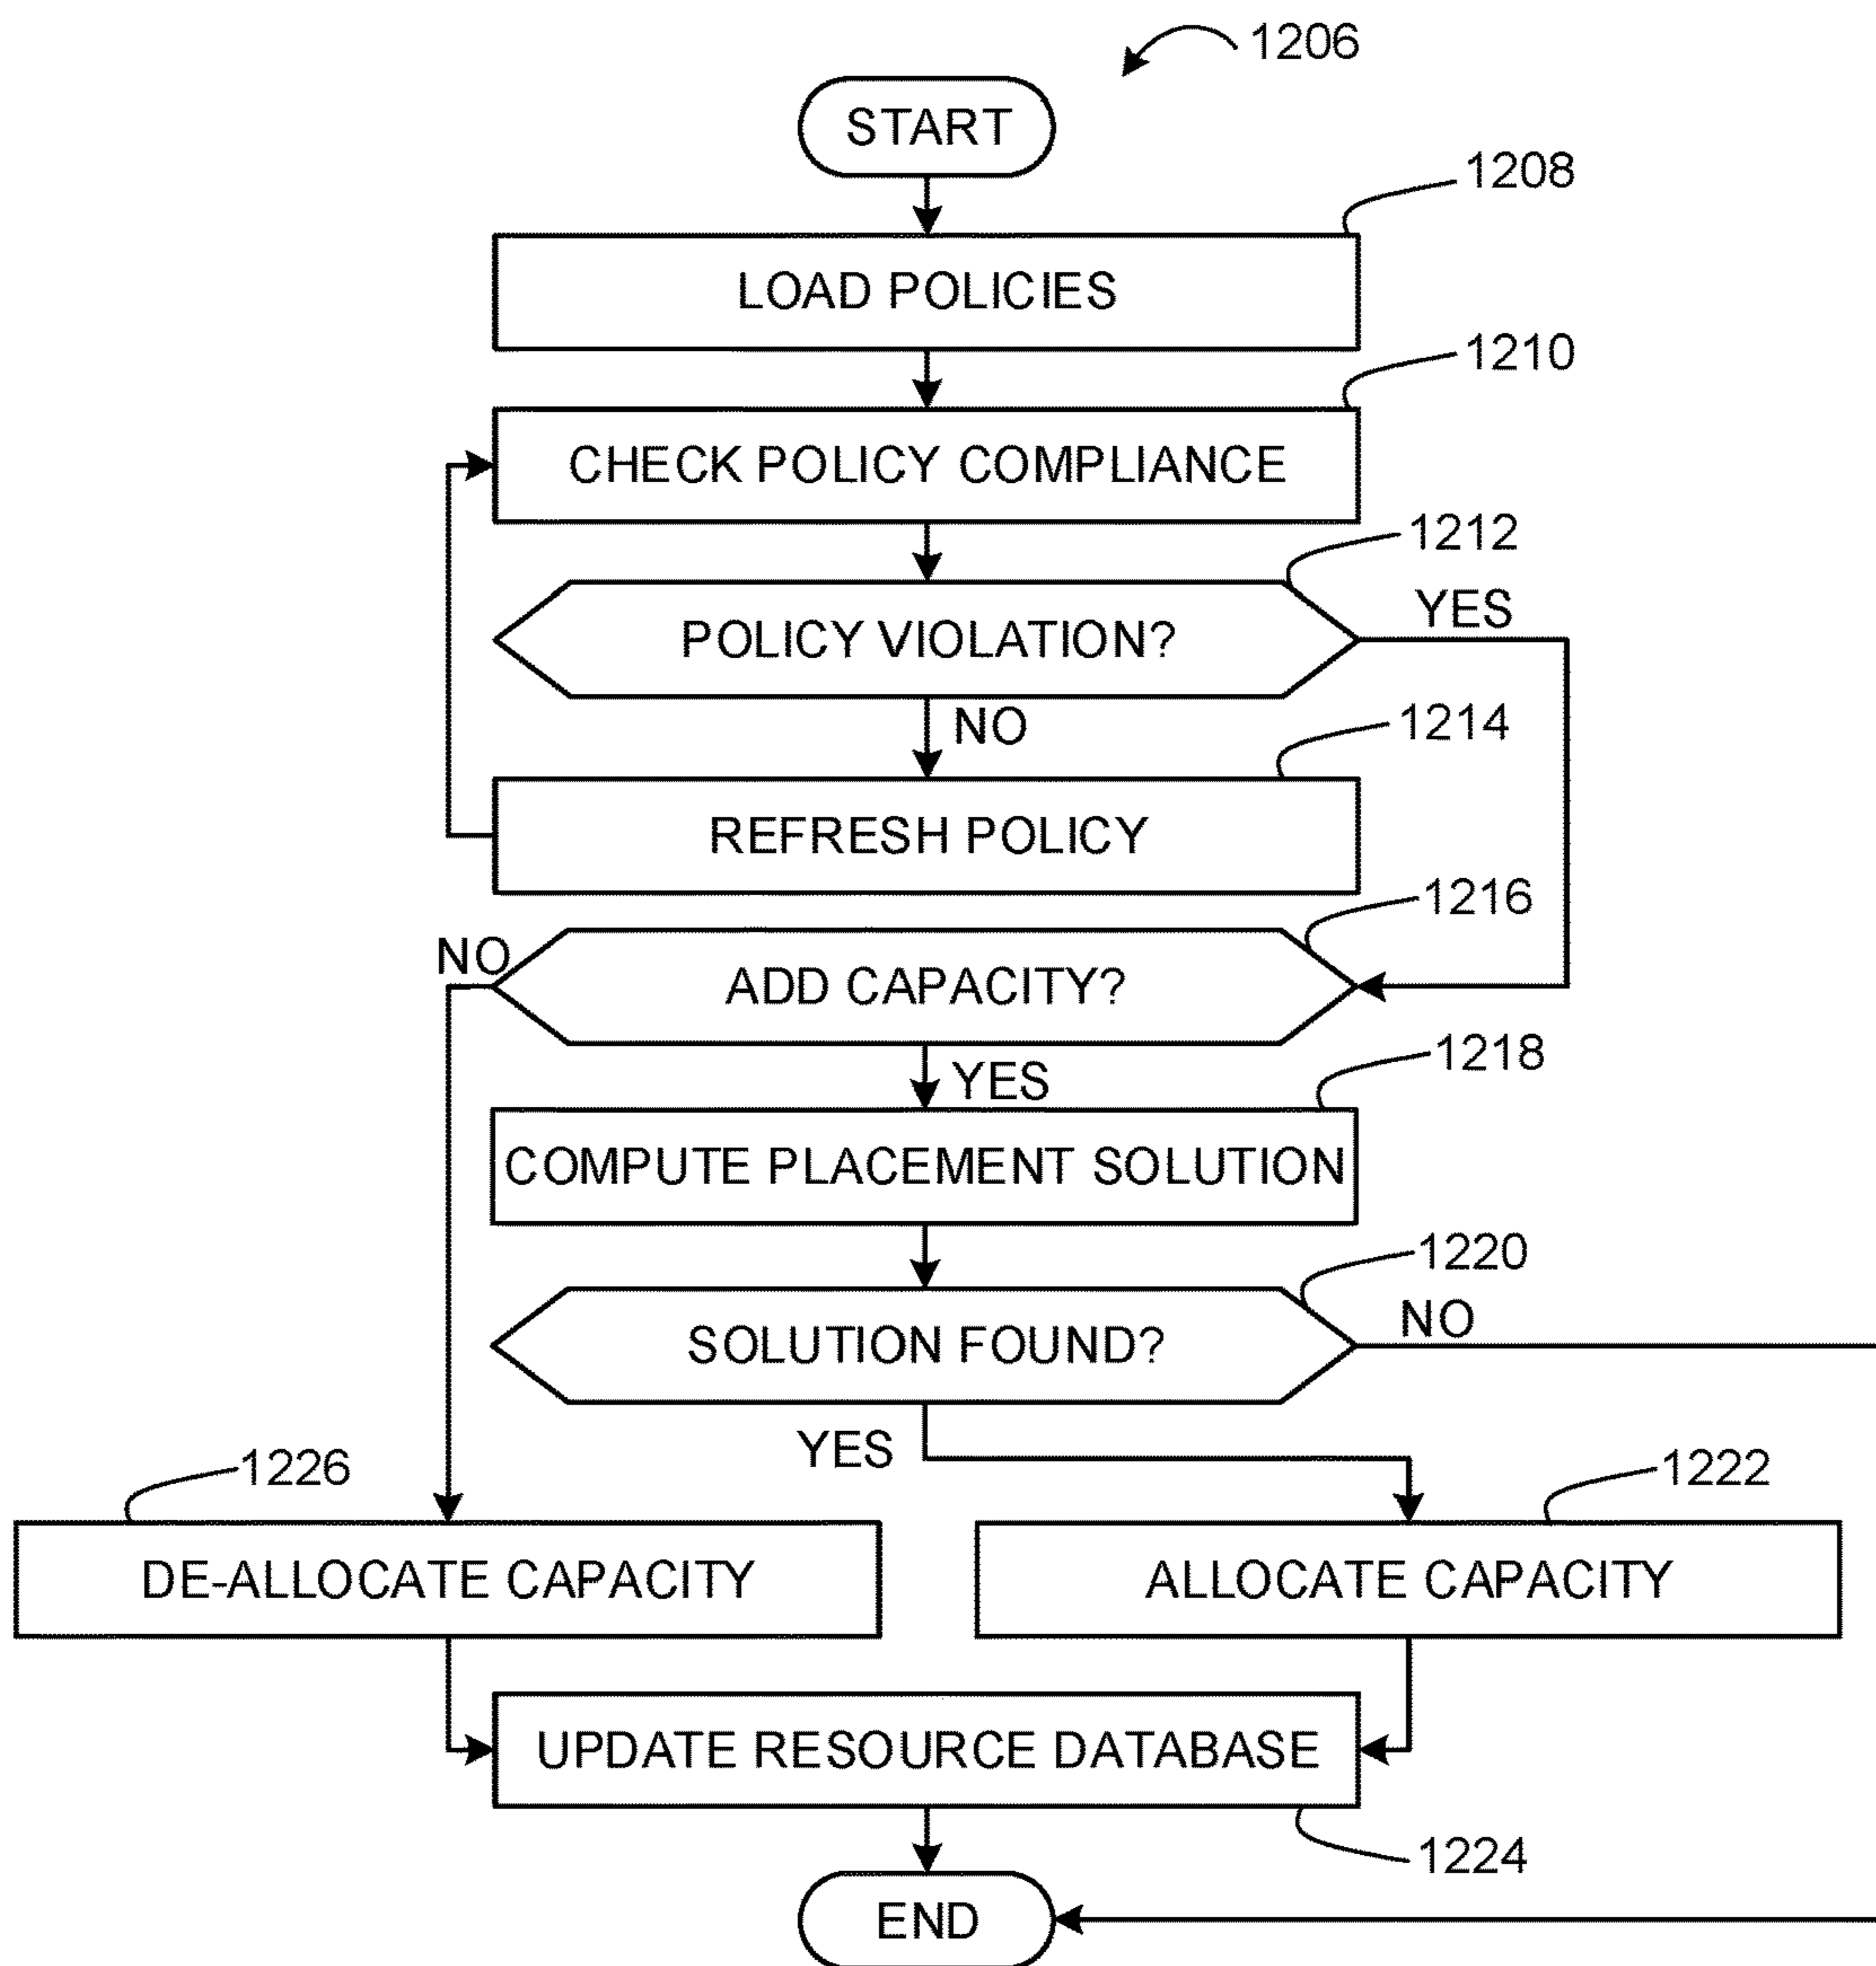 1206
START
1208
LOAD POLICIES
1210
CHECK POLICY COMPLIANCE
1212
YES
POLICY VIOLATION?
NO
1214
REFRESH POLICY
1216
NO
ADD CAPACITY?
1218
YES
COMPUTE PLACEMENT SOLUTION
1220
NO
SOLUTION FOUND?
YES
1226
1222
DE-ALLOCATE CAPACITY
ALLOCATE CAPACITY
UPDATE RESOURCE DATABASE
1224
END